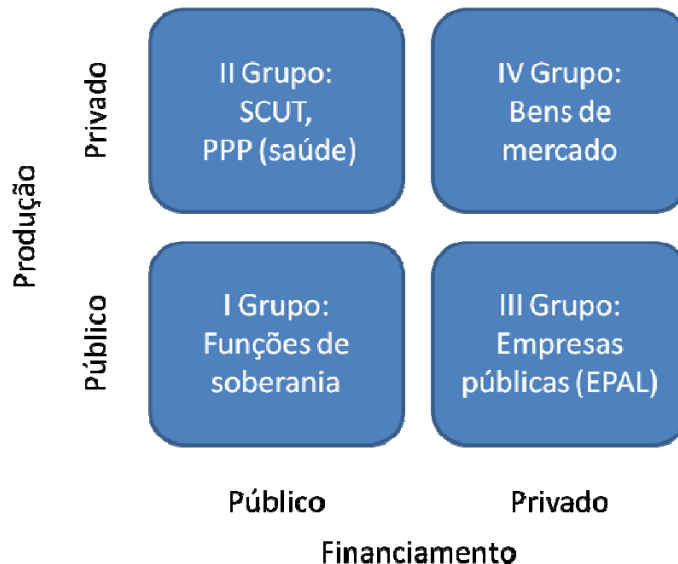 II Grupo:
SCUT,
PPP (saúde)
IV Grupo:
Bens de
mercado
Privado
Produção
I Grupo:
Funções de
soberania
III Grupo:
Empresas
públicas (EPAL)
Público
Público
Privado
Financiamento